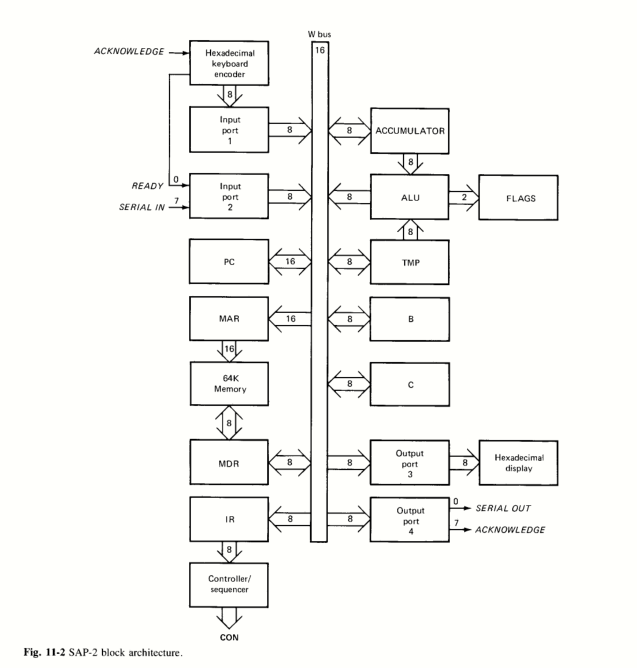 W bus
16
ACKNOWLEDGE
Hexadecimal
keyboard
encoder
8
Input
port
1
8
8
ACCUMULATOR
8
READY
0
SERIAL IN
7
Input
port
2
8
8
ALU
2
FLAGS
8
PC
16
8
TMP
MAR
16
8
B
16
64K
Memory
8
C
8
MDR
8
8
Output
port
3
8
Hexadecimal
display
IR
8
8
Output
port
4
0
SERIAL OUT
7
ACKNOWLEDGE
8
Controller/
sequencer
CON
Fig. 11-2 SAP-2 block architecture.